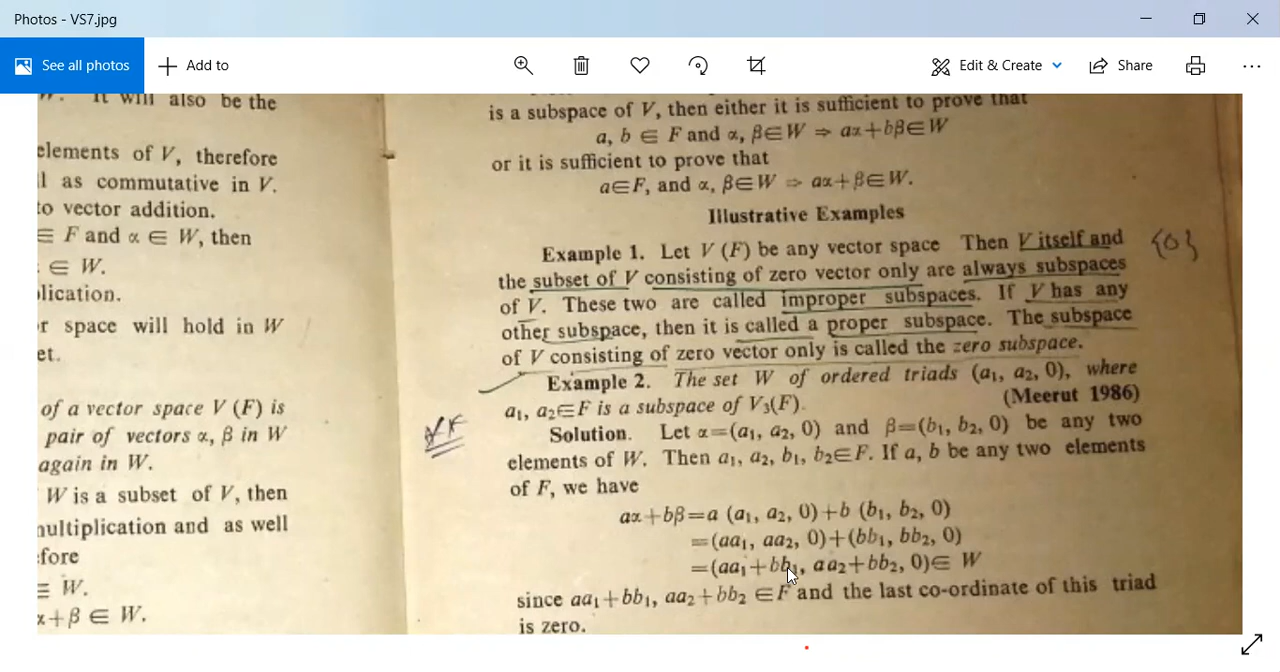 Photos - VS7.jpg
See all photos
Add to
Edit & Create
Share
W. It will also be the
elements of V, therefore
l as commutative in V.
to vector addition.
∈ F and α ∈ W, then
∈ W.
plication.
r space will hold in W
et.
of a vector space V (F) is
pair of vectors α, β in W
again in W.
W is a subset of V, then
multiplication and as well
fore
∈ W.
α+β ∈ W.
is a subspace of V, then either it is sufficient to prove that
a, b ∈ F and α, β∈W ⇒ aα+bβ∈W
or it is sufficient to prove that
a∈F, and α, β∈W ⇒ aα+β∈W.
Illustrative Examples
Example 1. Let V (F) be any vector space Then V itself and
the subset of V consisting of zero vector only are always subspaces
of V. These two are called improper subspaces. If V has any
other subspace, then it is called a proper subspace. The subspace
of V consisting of zero vector only is called the zero subspace.
{0}
Example 2. The set W of ordered triads (a₁, a₂, 0), where
a₁, a₂∈F is a subspace of V₃(F). (Meerut 1986)
Solution. Let α=(a₁, a₂, 0) and β=(b₁, b₂, 0) be any two
elements of W. Then a₁, a₂, b₁, b₂∈F. If a, b be any two elements
of F, we have
aα+bβ=a (a₁, a₂, 0)+b (b₁, b₂, 0)
=(aa₁, aa₂, 0)+(bb₁, bb₂, 0)
=(aa₁+bb₁, aa₂+bb₂, 0)∈ W
since aa₁+bb₁, aa₂+bb₂ ∈F and the last co-ordinate of this triad
is zero.